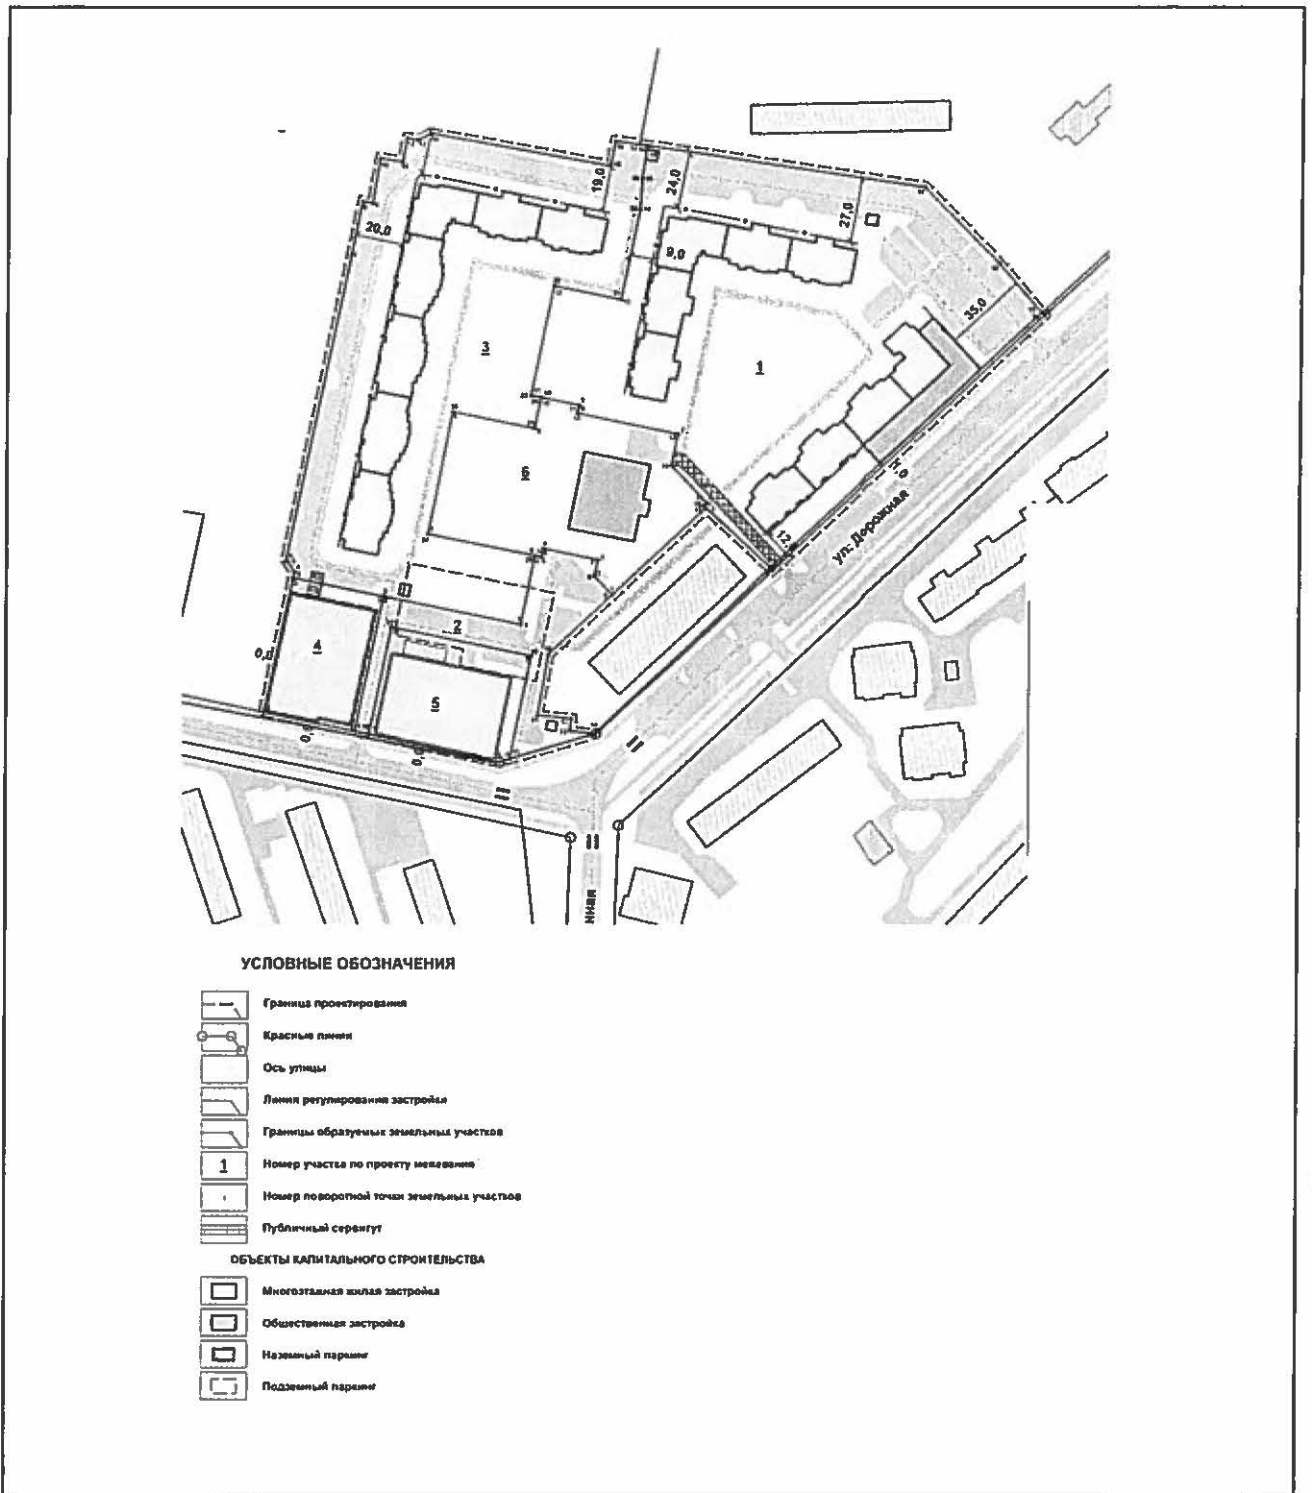 19,0
24,0
27,0
20,0
9,0
35,0
3
1
6
12,
ул. Дорожная
2
4
0,0
5
0,
0,
нная
УСЛОВНЫЕ ОБОЗНАЧЕНИЯ
Граница проектирования
Красные линии
Ось улицы
Линия регулирования застройки
Границы образуемых земельных участков
1 Номер участка по проекту межевания
Номер поворотной точки земельных участков
Публичный сервитут
ОБЪЕКТЫ КАПИТАЛЬНОГО СТРОИТЕЛЬСТВА
Многоэтажная жилая застройка
Общественная застройка
Наземный паркинг
Подземный паркинг